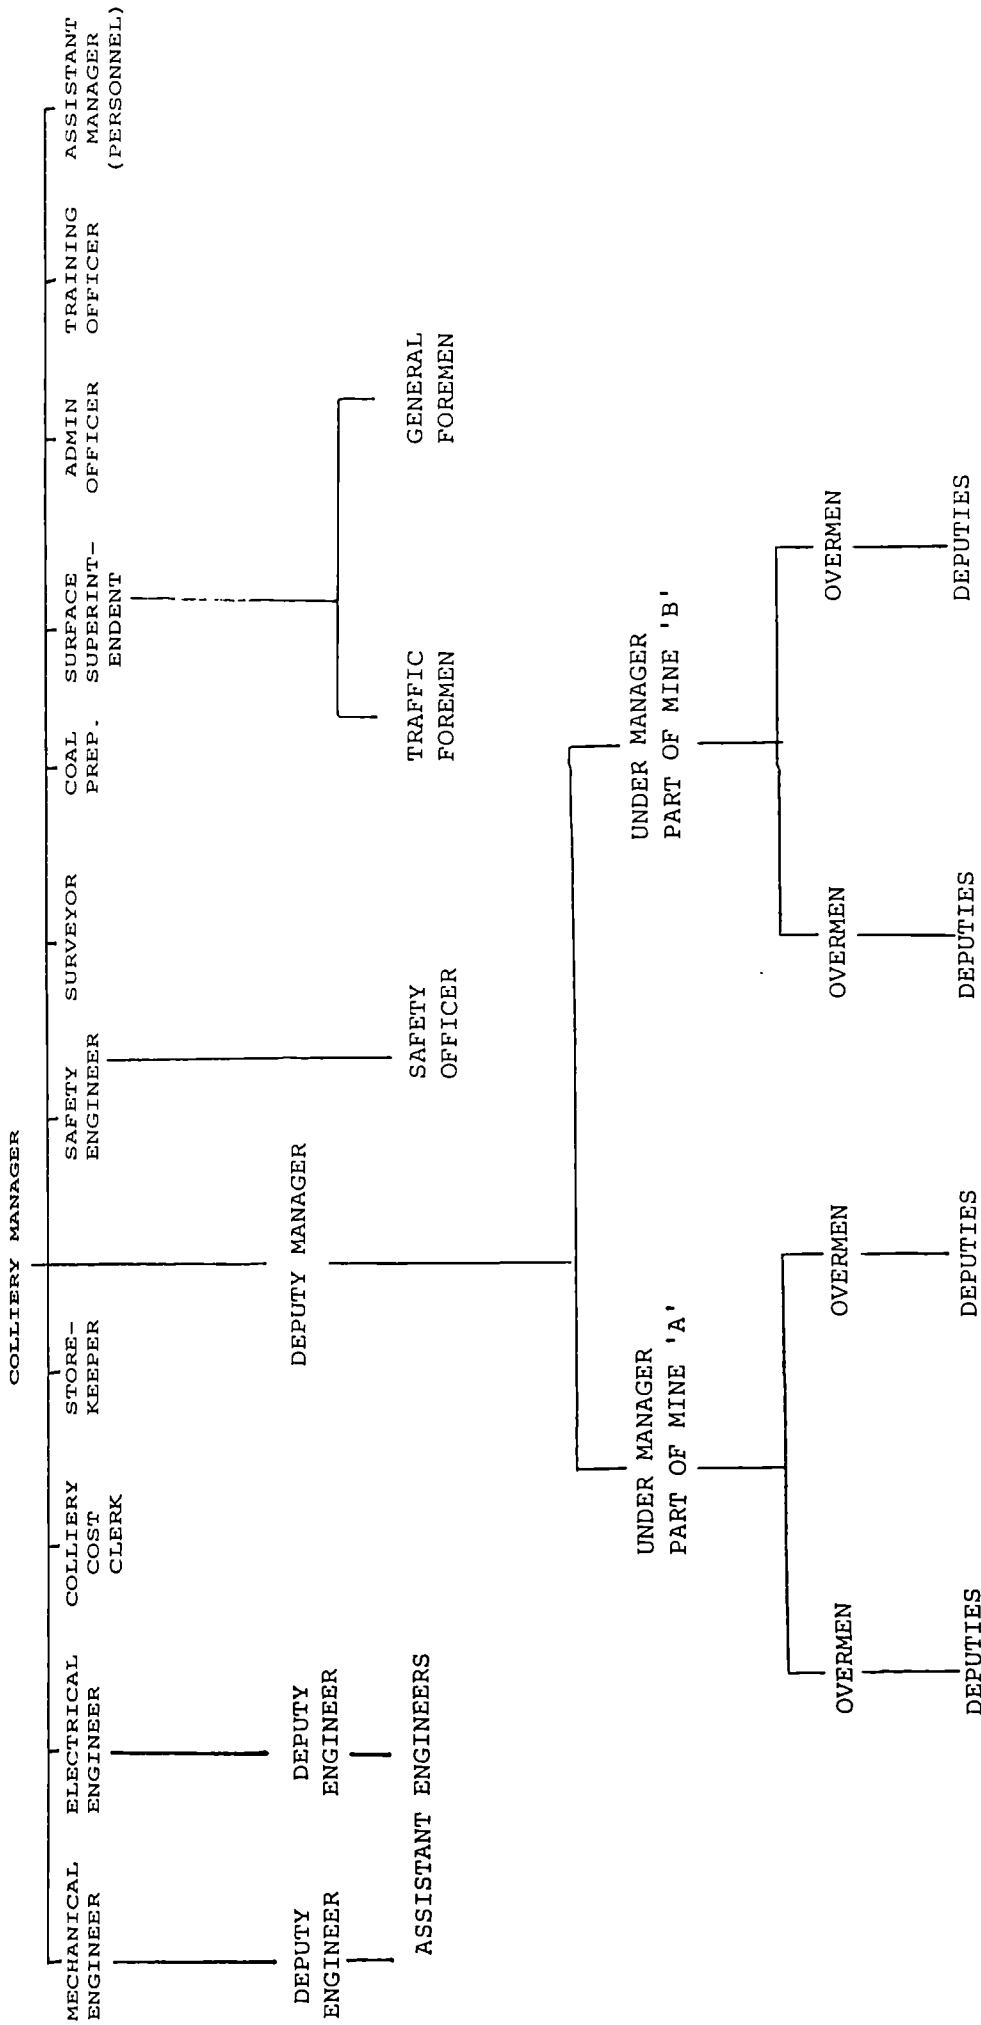 COLLIERY MANAGER
MECHANICAL
ENGINEER
ELECTRICAL
ENGINEER
COLLIERY
COST
CLERK
STORE-
KEEPER
SAFETY
ENGINEER
SURVEYOR
COAL
PREP.
SURFACE
SUPERINT-
ENDENT
ADMIN
OFFICER
TRAINING
OFFICER
ASSISTANT
MANAGER
(PERSONNEL)
DEPUTY
ENGINEER
DEPUTY
ENGINEER
DEPUTY MANAGER
ASSISTANT ENGINEERS
SAFETY
OFFICER
TRAFFIC
FOREMEN
GENERAL
FOREMEN
UNDER MANAGER
PART OF MINE 'A'
UNDER MANAGER
PART OF MINE 'B'
OVERMEN
OVERMEN
OVERMEN
OVERMEN
DEPUTIES
DEPUTIES
DEPUTIES
DEPUTIES